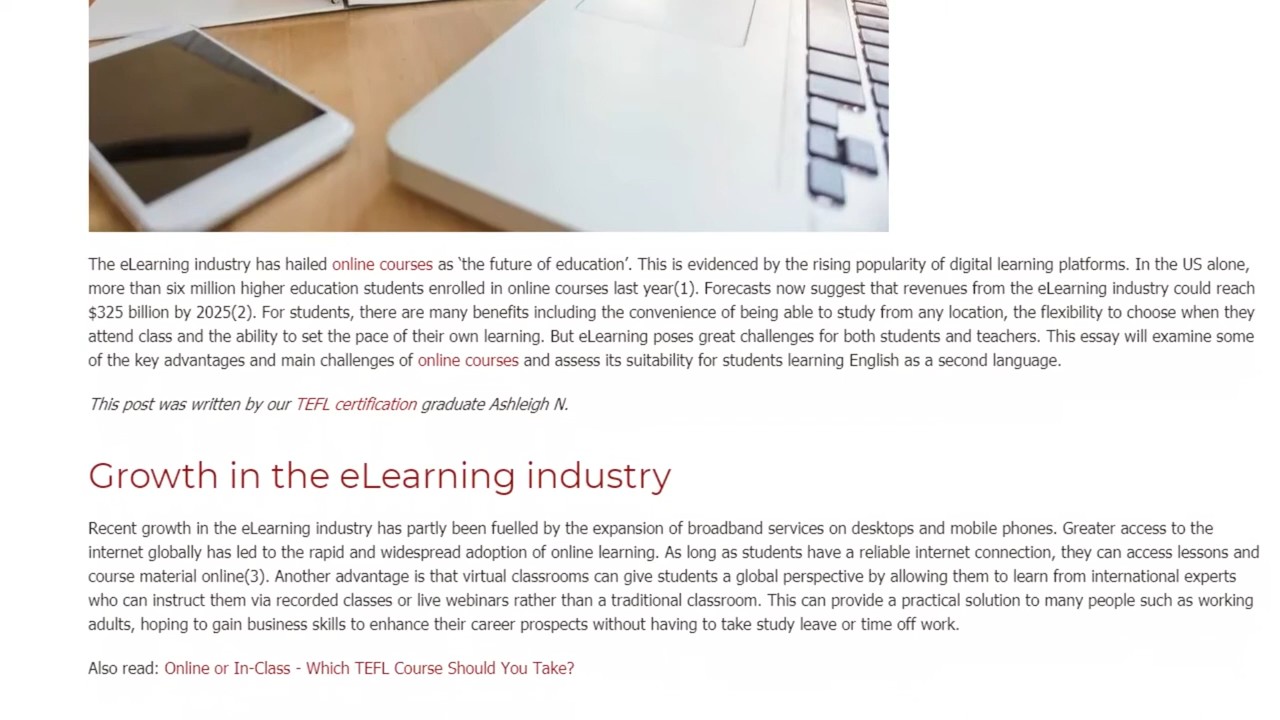 The eLearning industry has hailed online courses as ‘the future of education’. This is evidenced by the rising popularity of digital learning platforms. In the US alone,
more than six million higher education students enrolled in online courses last year(1). Forecasts now suggest that revenues from the eLearning industry could reach
$325 billion by 2025(2). For students, there are many benefits including the convenience of being able to study from any location, the flexibility to choose when they
attend class and the ability to set the pace of their own learning. But eLearning poses great challenges for both students and teachers. This essay will examine some
of the key advantages and main challenges of online courses and assess its suitability for students learning English as a second language.
This post was written by our TEFL certification graduate Ashleigh N.
Growth in the eLearning industry
Recent growth in the eLearning industry has partly been fuelled by the expansion of broadband services on desktops and mobile phones. Greater access to the
internet globally has led to the rapid and widespread adoption of online learning. As long as students have a reliable internet connection, they can access lessons and
course material online(3). Another advantage is that virtual classrooms can give students a global perspective by allowing them to learn from international experts
who can instruct them via recorded classes or live webinars rather than a traditional classroom. This can provide a practical solution to many people such as working
adults, hoping to gain business skills to enhance their career prospects without having to take study leave or time off work.
Also read: Online or In-Class - Which TEFL Course Should You Take?